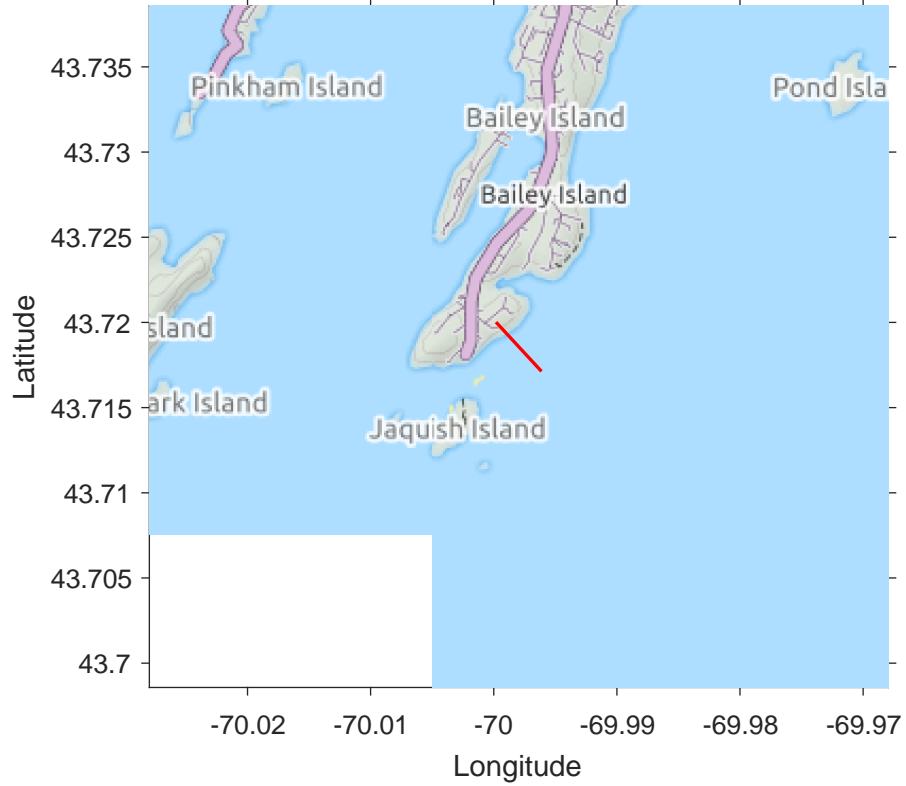 43.735
Pinkham Island
Pond Isla
Bailey Island
43.73
Bailey Island
43.725
43.72
sland
43.715
ark Island
Jaquish Island
43.71
43.705
43.7
Latitude
-70.02
-70.01
-70
-69.99
-69.98
-69.97
Longitude